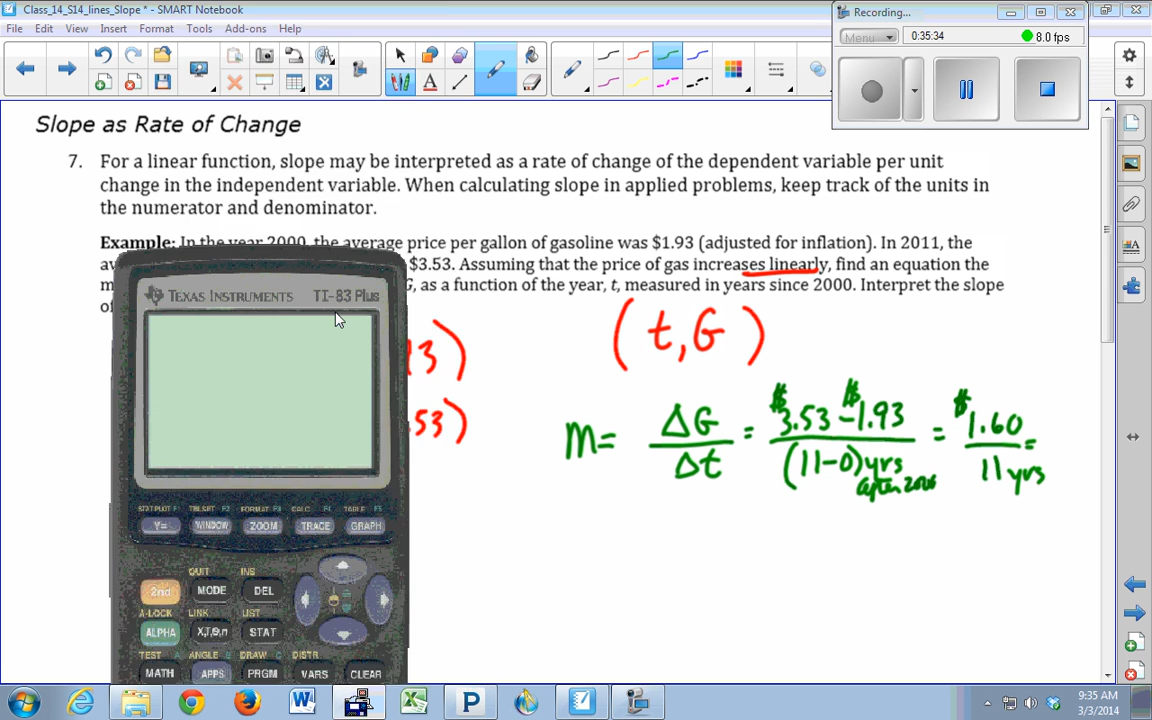 Class_14_S14_lines_Slope * - SMART Notebook
File Edit View Insert Format Tools Add-ons Help
Recording...
Menu 0:35:34 8.0 fps
Slope as Rate of Change
7. For a linear function, slope may be interpreted as a rate of change of the dependent variable per unit
change in the independent variable. When calculating slope in applied problems, keep track of the units in
the numerator and denominator.
Example: In the year 2000, the average price per gallon of gasoline was $1.93 (adjusted for inflation). In 2011, the
$3.53. Assuming that the price of gas increases linearly, find an equation the
G, as a function of the year, t, measured in years since 2000. Interpret the slope
(t, G)
13)
.53)
m = ΔG/Δt = $3.53 - $1.93 / (11-0) yrs after 2000 = $1.60 / 11 yrs =
TEXAS INSTRUMENTS TI-83 Plus
STAT PLOT F1 TBLSET F2 FORMAT F3 CALC F4 TABLE F5
Y= WINDOW ZOOM TRACE GRAPH
QUIT INS
2nd MODE DEL
A-LOCK LINK LIST
ALPHA X,T,Θ,n STAT
TEST A ANGLE B DRAW C DISTR
MATH APPS PRGM VARS CLEAR
9:35 AM
3/3/2014